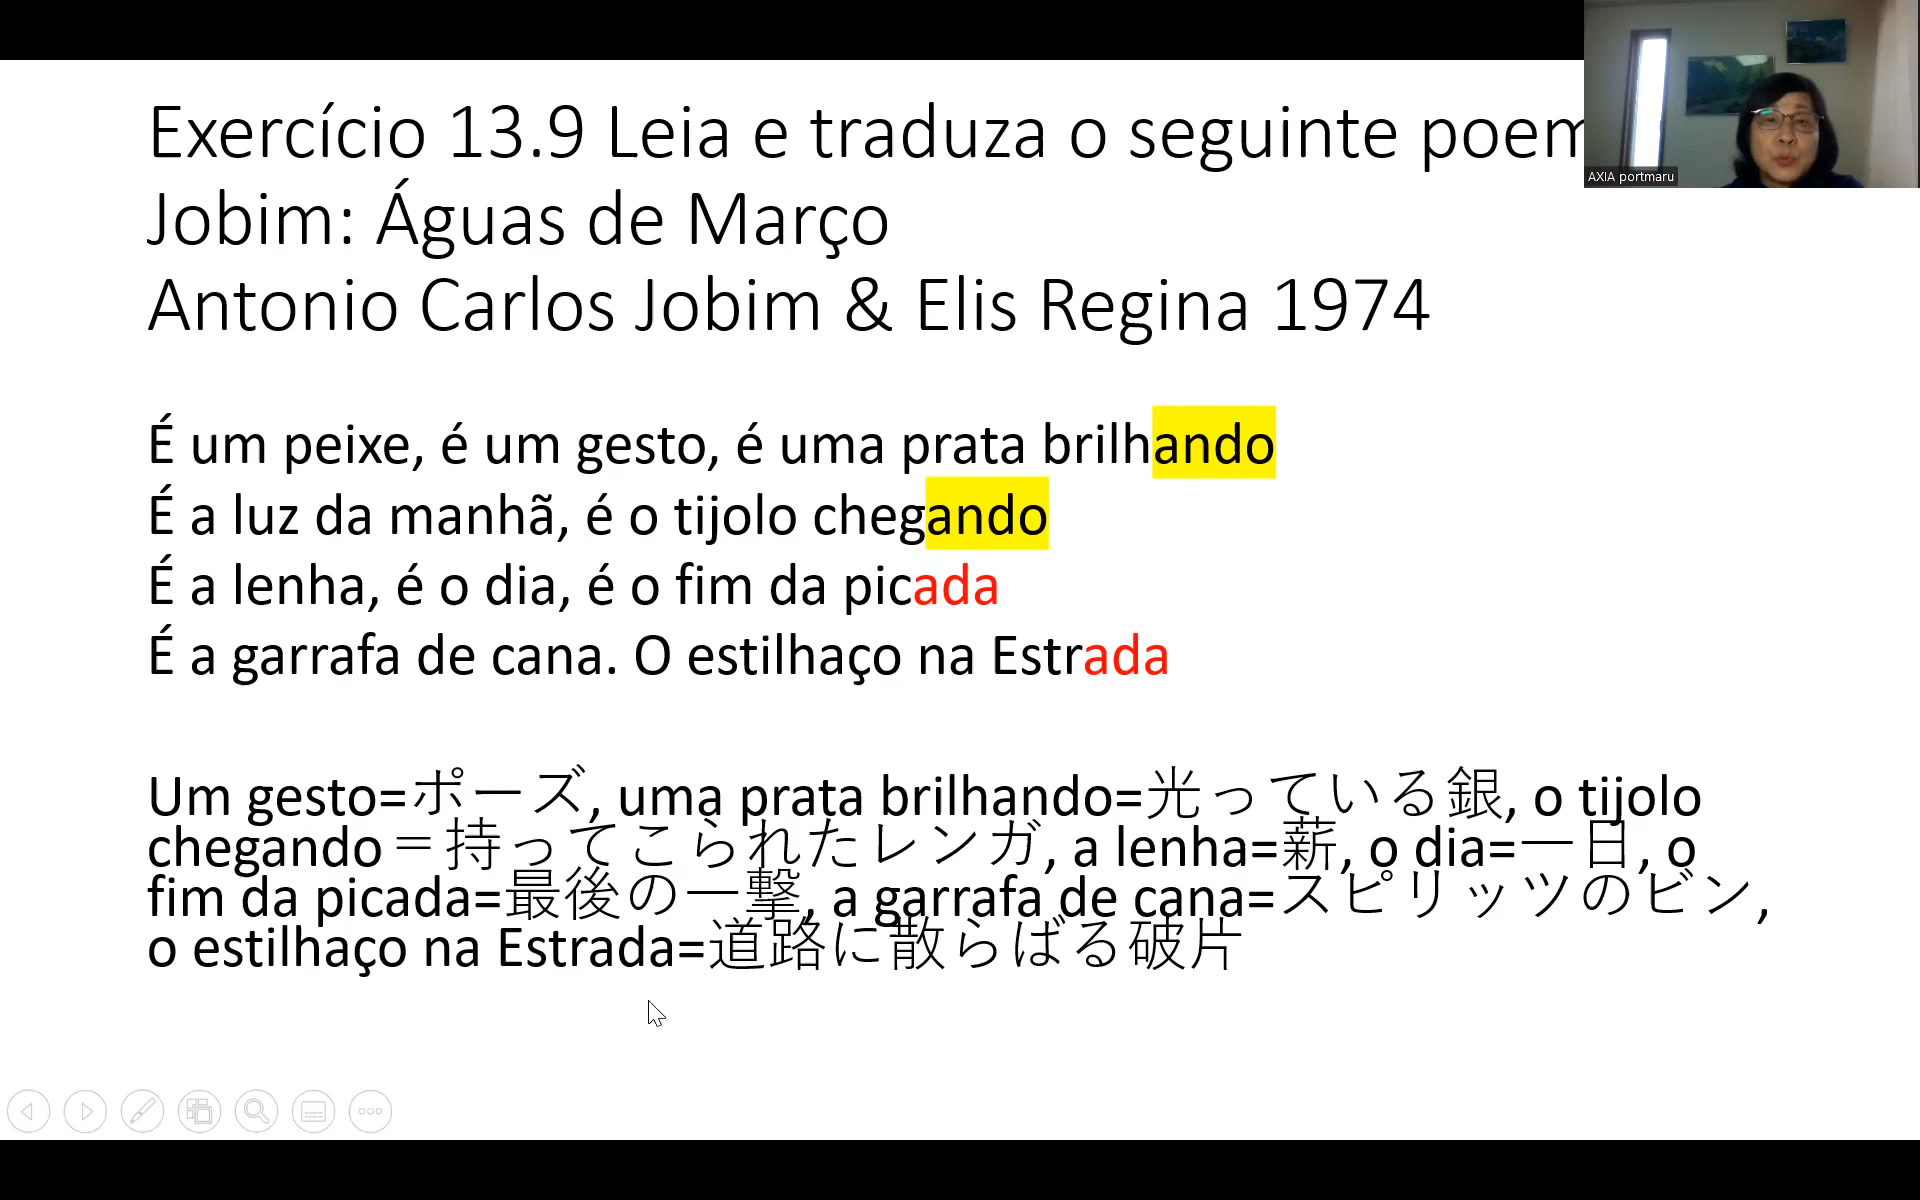 Exercício 13.9 Leia e traduza o seguinte poem
Jobim: Águas de Março
Antonio Carlos Jobim & Elis Regina 1974
É um peixe, é um gesto, é uma prata brilhando
É a luz da manhã, é o tijolo chegando
É a lenha, é o dia, é o fim da picada
É a garrafa de cana. O estilhaço na Estrada
Um gesto=ポーズ, uma prata brilhando=光っている銀, o tijolo
chegando＝持ってこられたレンガ, a lenha=薪, o dia=一日, o
fim da picada=最後の一撃, a garrafa de cana=スピリッツのビン,
o estilhaço na Estrada=道路に散らばる破片
AXIA portmaru